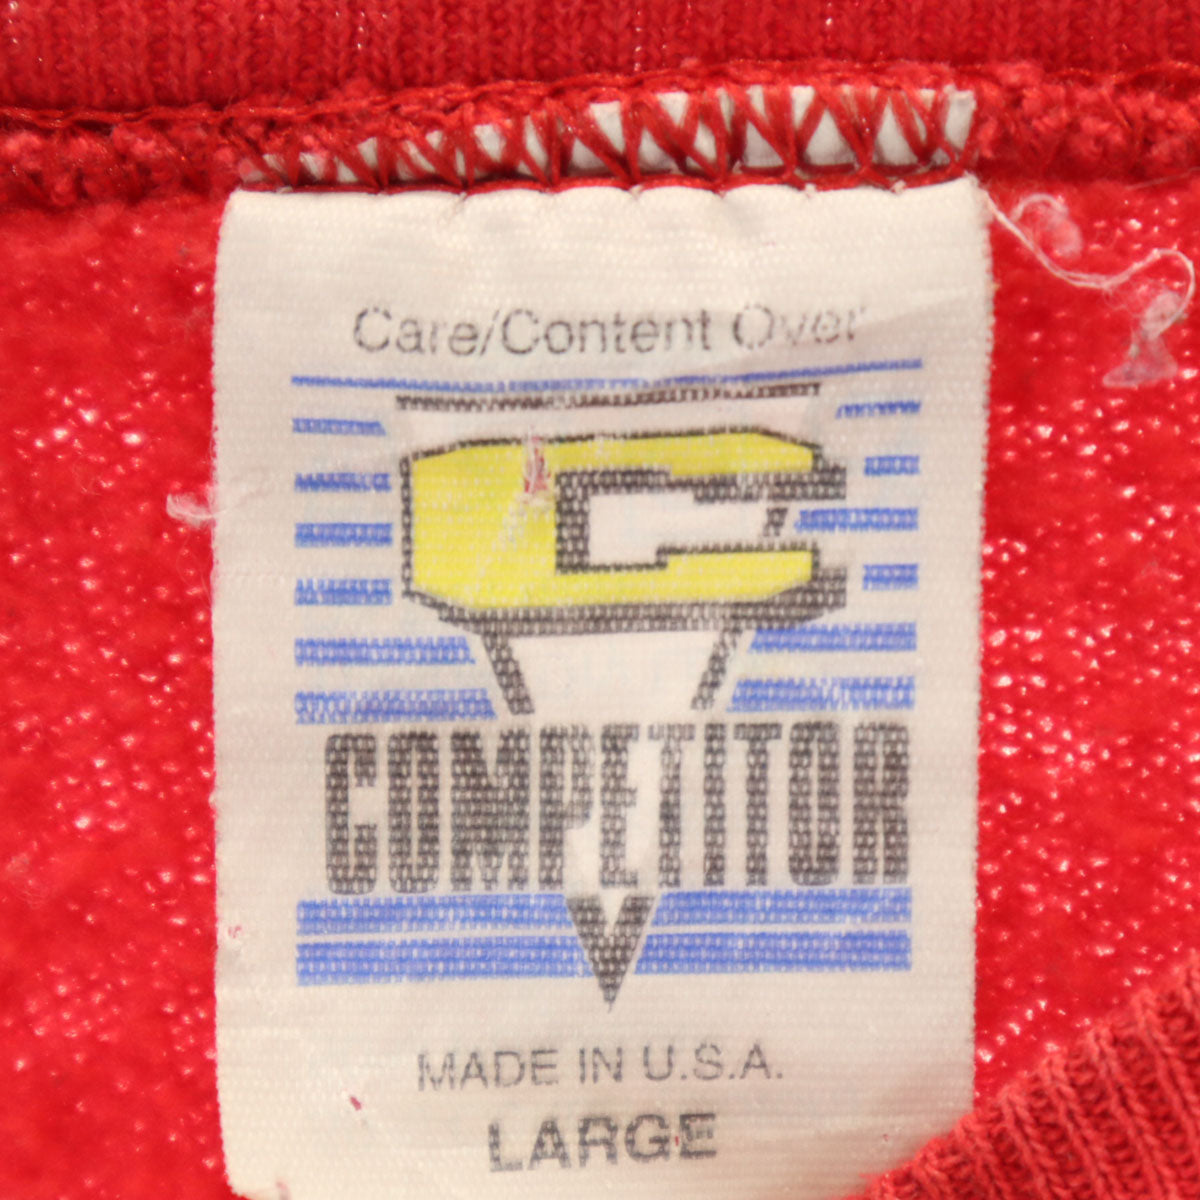 Care/Content Over
C
COMPETITOR
MADE IN U.S.A.
LARGE